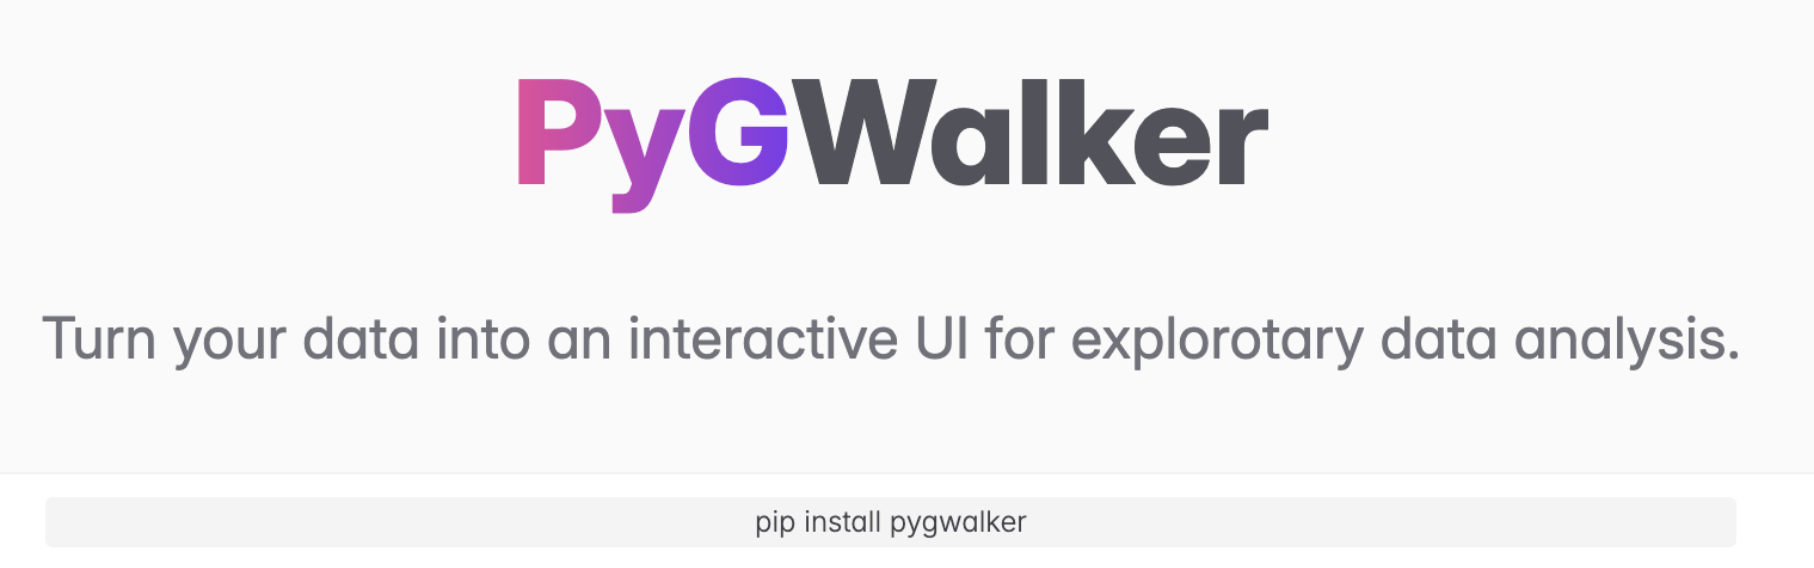 PyGWalker
Turn your data into an interactive UI for explorotary data analysis.
pip install pygwalker